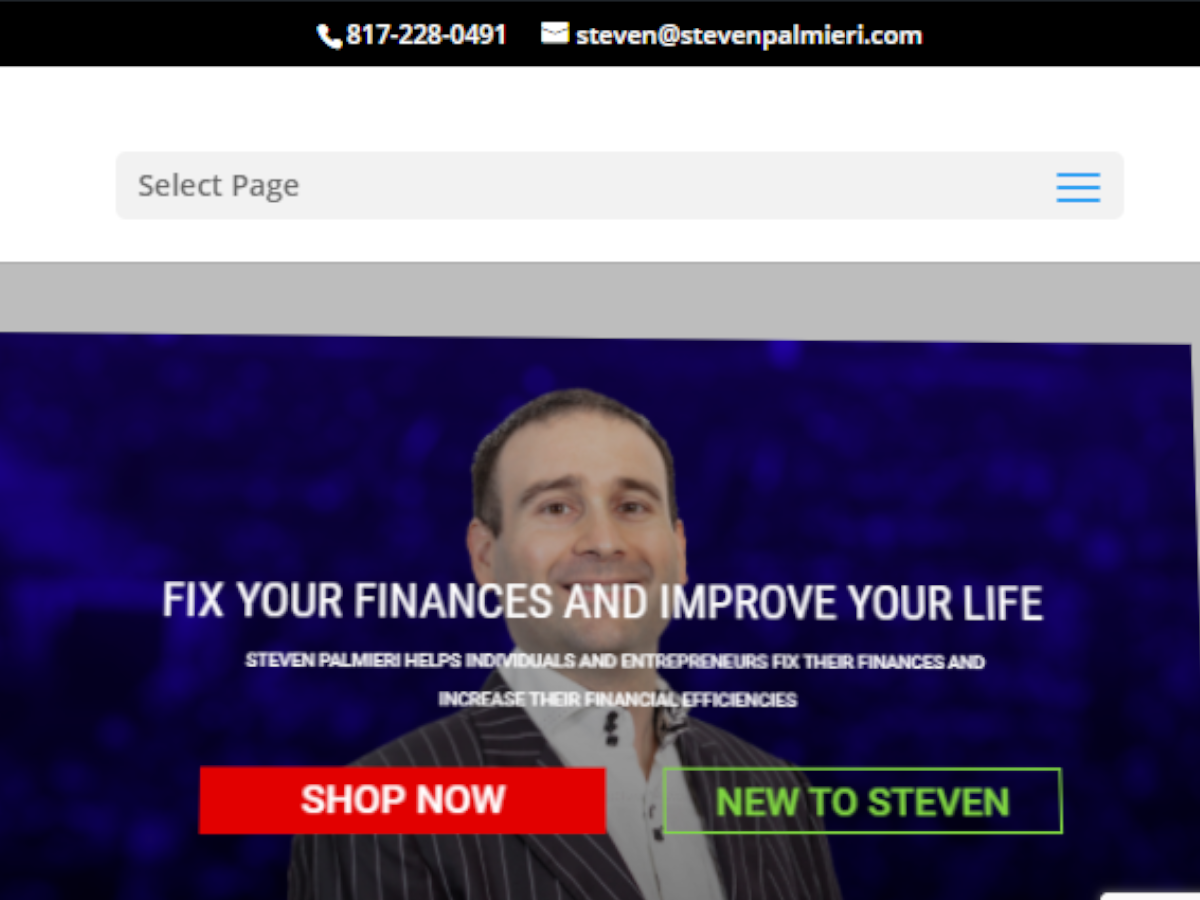 817-228-0491 steven@stevenpalmieri.com
Select Page
FIX YOUR FINANCES AND IMPROVE YOUR LIFE
STEVEN PALMIERI HELPS INDIVIDUALS AND ENTREPRENEURS FIX THEIR FINANCES AND
INCREASE THEIR FINANCIAL EFFICIENCIES
SHOP NOW NEW TO STEVEN